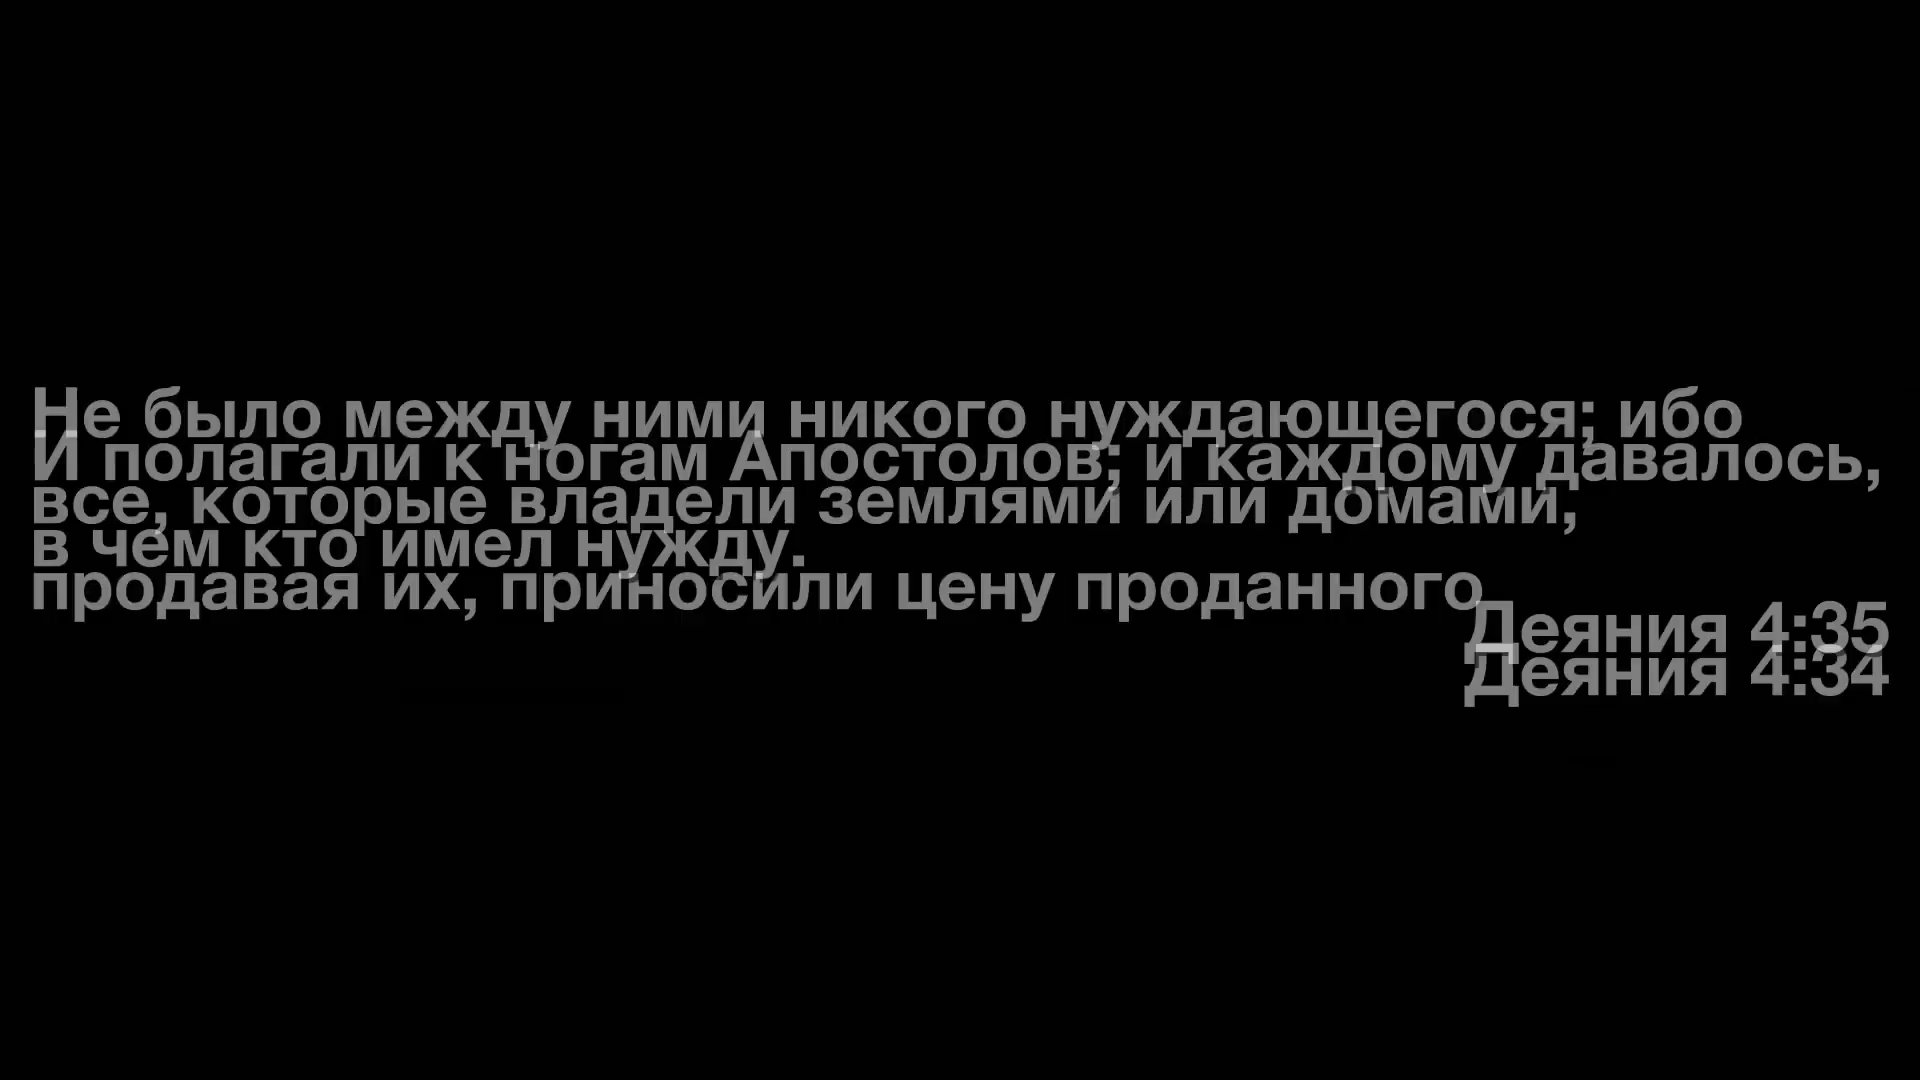 Не было между ними никого нуждающегося; ибо
И полагали к ногам Апостолов; и каждому давалось,
все, которые владели землями или домами,
в чем кто имел нужду.
продавая их, приносили цену проданного
Деяния 4:35
Деяния 4:34